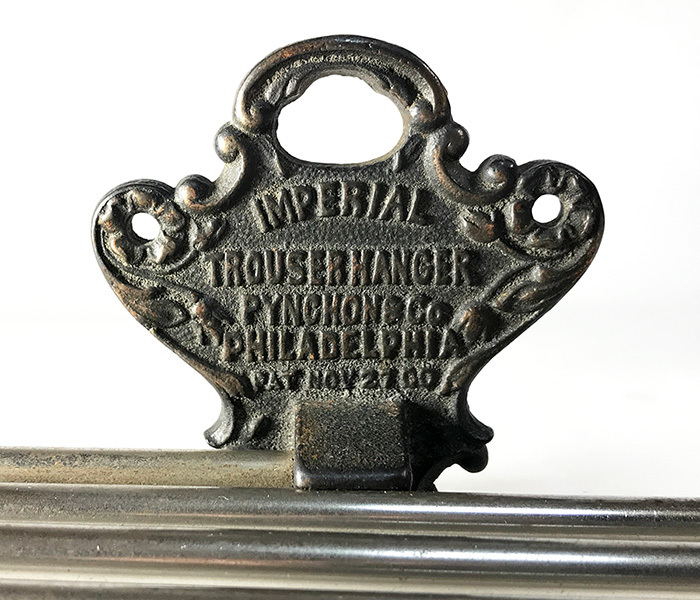 IMPERIAL
TROUSER HANGER
PYNCHON & CO
PHILADELPHIA
PAT NOV 27 00